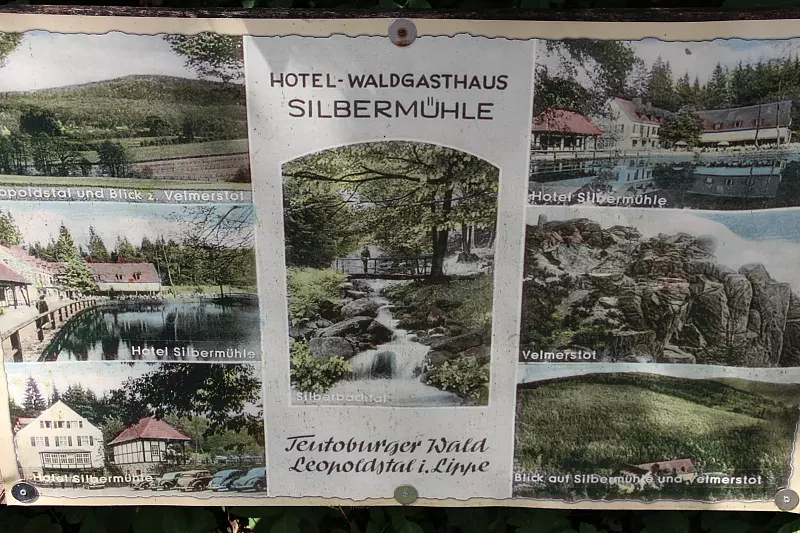 HOTEL-WALDGASTHAUS
SILBERMÜHLE
opoldstal und Blick z. Velmerstot
Hotel Silbermühle
Hotel Silbermühle
Silberbachtal
Teutoburger Wald
Leopoldstal i. Lippe
Hotel Silbermühle
Velmerstot
Blick auf Silbermühle und Velmerstot